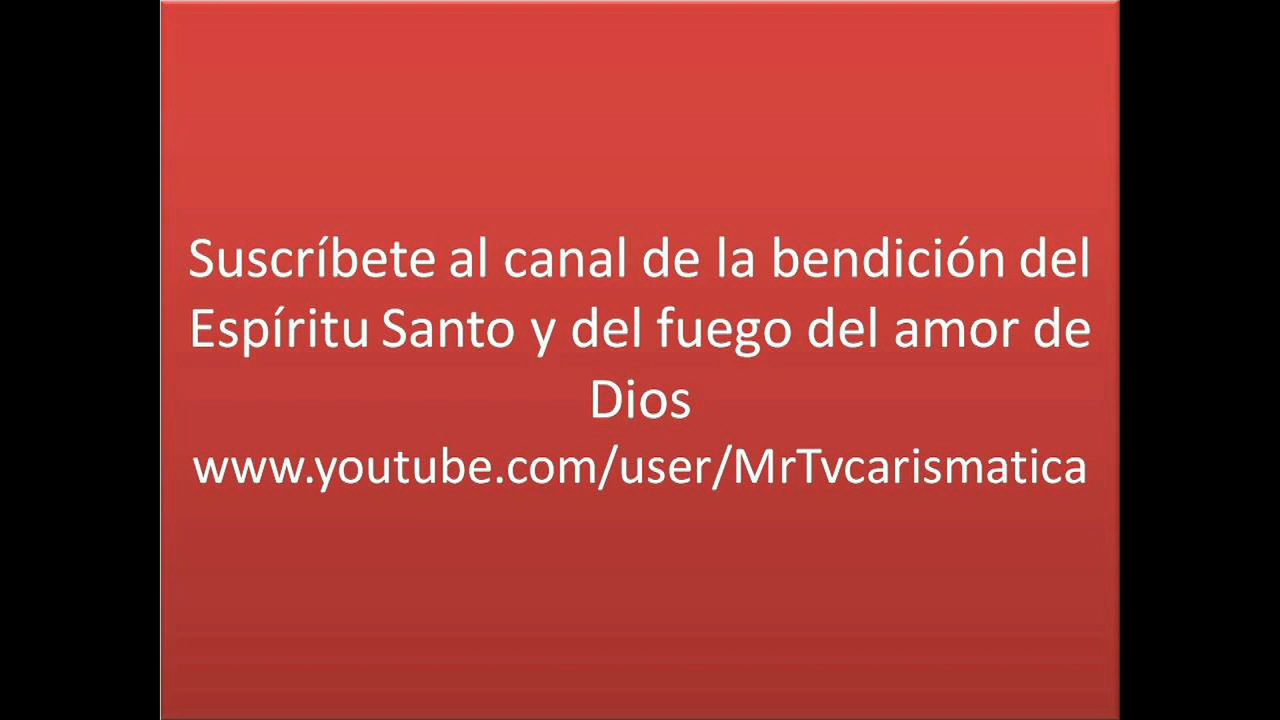 Suscríbete al canal de la bendición del
Espíritu Santo y del fuego del amor de
Dios
www.youtube.com/user/MrTvcarismatica